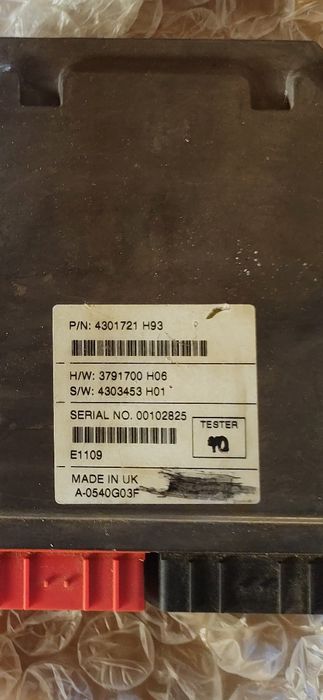 P/N: 4301721 H93
H/W: 3791700 H06
S/W: 4303453 H01
SERIAL NO. 00102825
TESTER
E1109
MADE IN UK
A-0540G03F